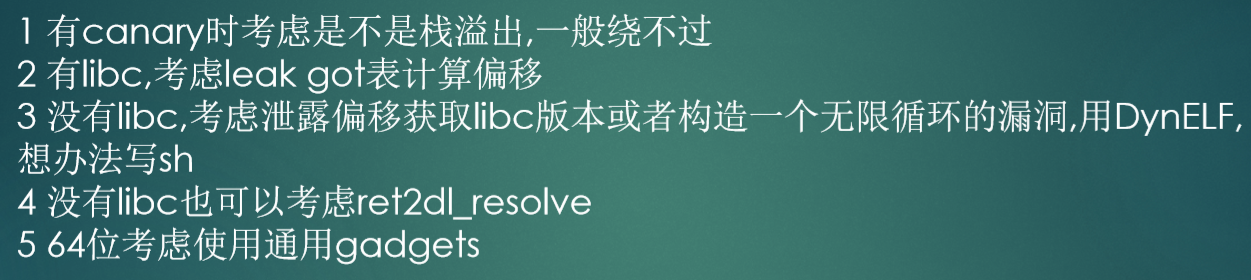 1 有canary时考虑是不是栈溢出,一般绕不过
2 有libc,考虑leak got表计算偏移
3 没有libc,考虑泄露偏移获取libc版本或者构造一个无限循环的漏洞,用DynELF,
想办法写sh
4 没有libc也可以考虑ret2dl_resolve
5 64位考虑使用通用gadgets